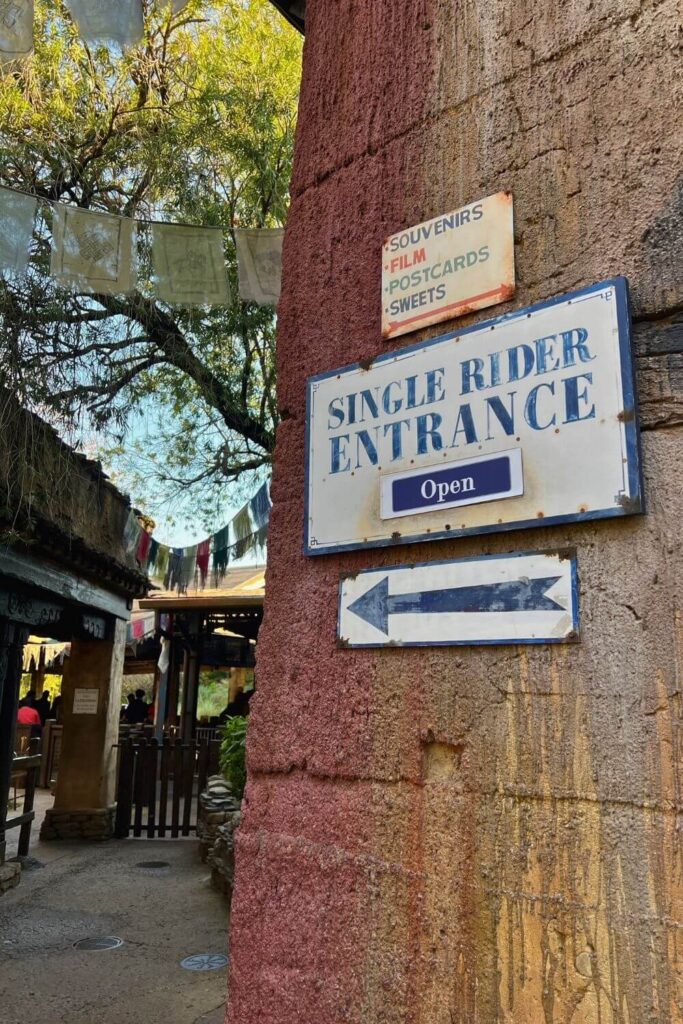 ·SOUVENIRS
·FILM
·POSTCARDS
·SWEETS
SINGLE RIDER
ENTRANCE
Open